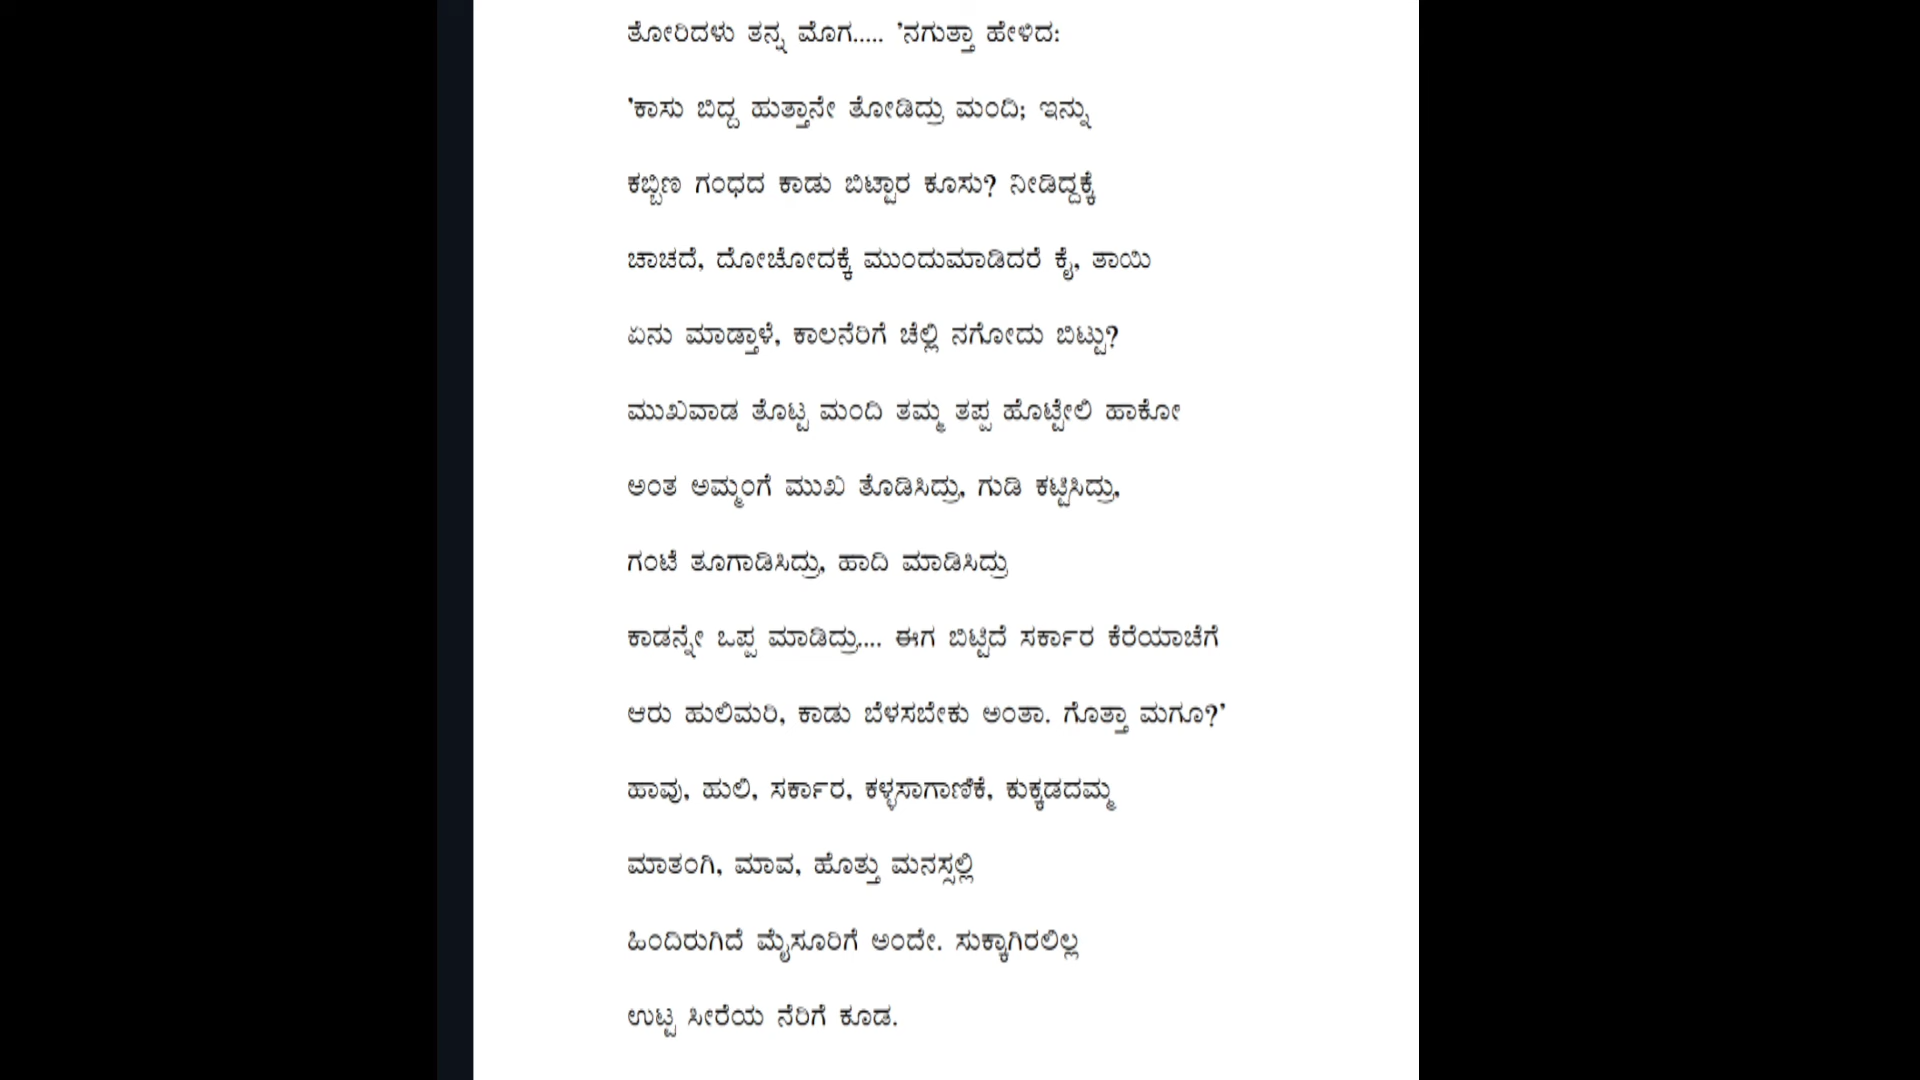 ತೋರಿದಳು ತನ್ನ ಮೊಗ..... 'ನಗುತ್ತಾ ಹೇಳಿದ:
'ಕಾಸು ಬಿದ್ದ ಹುತ್ತಾನೇ ತೋಡಿದ್ರು ಮಂದಿ; ಇನ್ನು
ಕಬ್ಬಿಣ ಗಂಧದ ಕಾಡು ಬಿಟ್ಟಾರ ಕೂಸು? ನೀಡಿದ್ದಕ್ಕೆ
ಚಾಚದೆ, ದೋಚೋದಕ್ಕೆ ಮುಂದುಮಾಡಿದರೆ ಕೈ, ತಾಯಿ
ಏನು ಮಾಡ್ತಾಳೆ, ಕಾಲನೆರಿಗೆ ಚೆಲ್ಲಿ ನಗೋದು ಬಿಟ್ಟು?
ಮುಖವಾಡ ತೊಟ್ಟ ಮಂದಿ ತಮ್ಮ ತಪ್ಪ ಹೊಟ್ಟೇಲಿ ಹಾಕೋ
ಅಂತ ಅಮ್ಮಂಗೆ ಮುಖ ತೊಡಿಸಿದ್ರು, ಗುಡಿ ಕಟ್ಟಿಸಿದ್ರು,
ಗಂಟೆ ತೂಗಾಡಿಸಿದ್ರು, ಹಾದಿ ಮಾಡಿಸಿದ್ರು
ಕಾಡನ್ನೇ ಒಪ್ಪ ಮಾಡಿದ್ರು.... ಈಗ ಬಿಟ್ಟಿದೆ ಸರ್ಕಾರ ಕೆರೆಯಾಚೆಗೆ
ಆರು ಹುಲಿಮರಿ, ಕಾಡು ಬೆಳಸಬೇಕು ಅಂತಾ. ಗೊತ್ತಾ ಮಗೂ?'
ಹಾವು, ಹುಲಿ, ಸರ್ಕಾರ, ಕಳ್ಳಸಾಗಾಣಿಕೆ, ಕುಕ್ಕಡದಮ್ಮ
ಮಾತಂಗಿ, ಮಾವ, ಹೊತ್ತು ಮನಸ್ಸಲ್ಲಿ
ಹಿಂದಿರುಗಿದೆ ಮೈಸೂರಿಗೆ ಅಂದೇ. ಸುಕ್ಕಾಗಿರಲಿಲ್ಲ
ಉಟ್ಟ ಸೀರೆಯ ನೆರಿಗೆ ಕೂಡ.